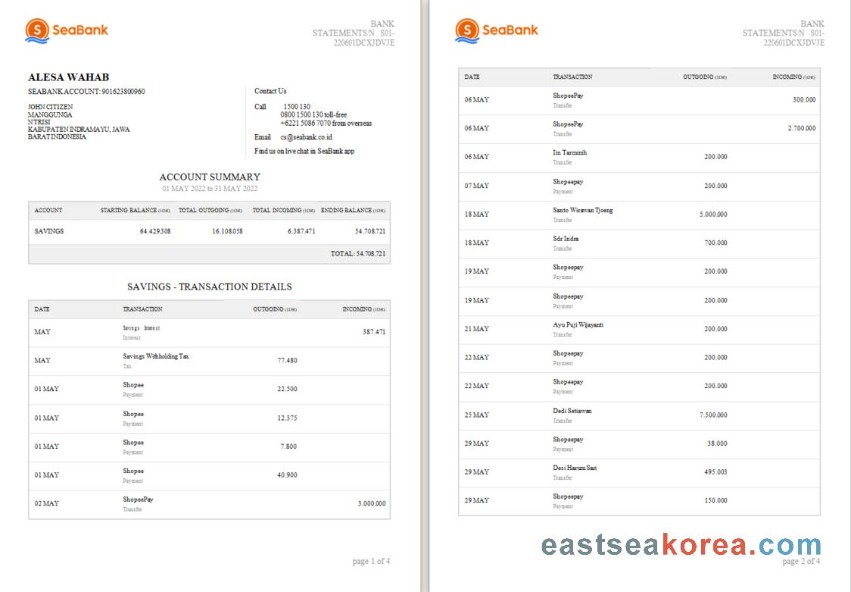 SeaBank
BANK
STATEMENTS/N S01-
220601DCXJDVJE
ALESA WAHAB
SEABANK ACCOUNT: 901623800960
JOHN CITIZEN
MANGGUNGA
NTRISI
KABUPATEN INDRAMAYU, JAWA
BARAT INDONESIA
Contact Us
Call 1500 130
0800 1500 130 toll-free
+6221 5086 7070 from overseas
Email cs@seabank.co.id
Find us on live chat in SeaBank app
ACCOUNT SUMMARY
01 MAY 2022 to 31 MAY 2022
ACCOUNT STARTING BALANCE (IDR) TOTAL OUTGOING (IDR) TOTAL INCOMING (IDR) ENDING BALANCE (IDR)
SAVINGS 64.429.308 16.108.058 6.387.471 54.708.721
TOTAL: 54.708.721
SAVINGS - TRANSACTION DETAILS
DATE TRANSACTION OUTGOING (IDR) INCOMING (IDR)
MAY Savings Interest 387.471
Interest
MAY Savings Withholding Tax 77.480
Tax
01 MAY Shopee 22.500
Payment
01 MAY Shopee 12.375
Payment
01 MAY Shopee 7.800
Payment
01 MAY Shopee 40.900
Payment
02 MAY ShopeePay 3.000.000
Transfer
page 1 of 4
SeaBank
BANK
STATEMENTS/N S01-
220601DCXJDVJE
DATE TRANSACTION OUTGOING (IDR) INCOMING (IDR)
06 MAY ShopeePay 300.000
Transfer
06 MAY ShopeePay 2.700.000
Transfer
06 MAY Iin Tarminih 200.000
Transfer
07 MAY Shopeepay 200.000
Payment
18 MAY Santo Wirawan Tjoeng 5.000.000
Transfer
18 MAY Sdr Indra 700.000
Transfer
19 MAY Shopeepay 200.000
Payment
19 MAY Shopeepay 200.000
Payment
21 MAY Ayu Puji Wijayanti 200.000
Transfer
22 MAY Shopeepay 200.000
Payment
22 MAY Shopeepay 200.000
Payment
25 MAY Dedi Setiawan 7.500.000
Transfer
29 MAY Shopeepay 38.000
Payment
29 MAY Desi Harum Sari 495.003
Transfer
29 MAY Shopeepay 150.000
Payment
eastseakorea.com
page 2 of 4